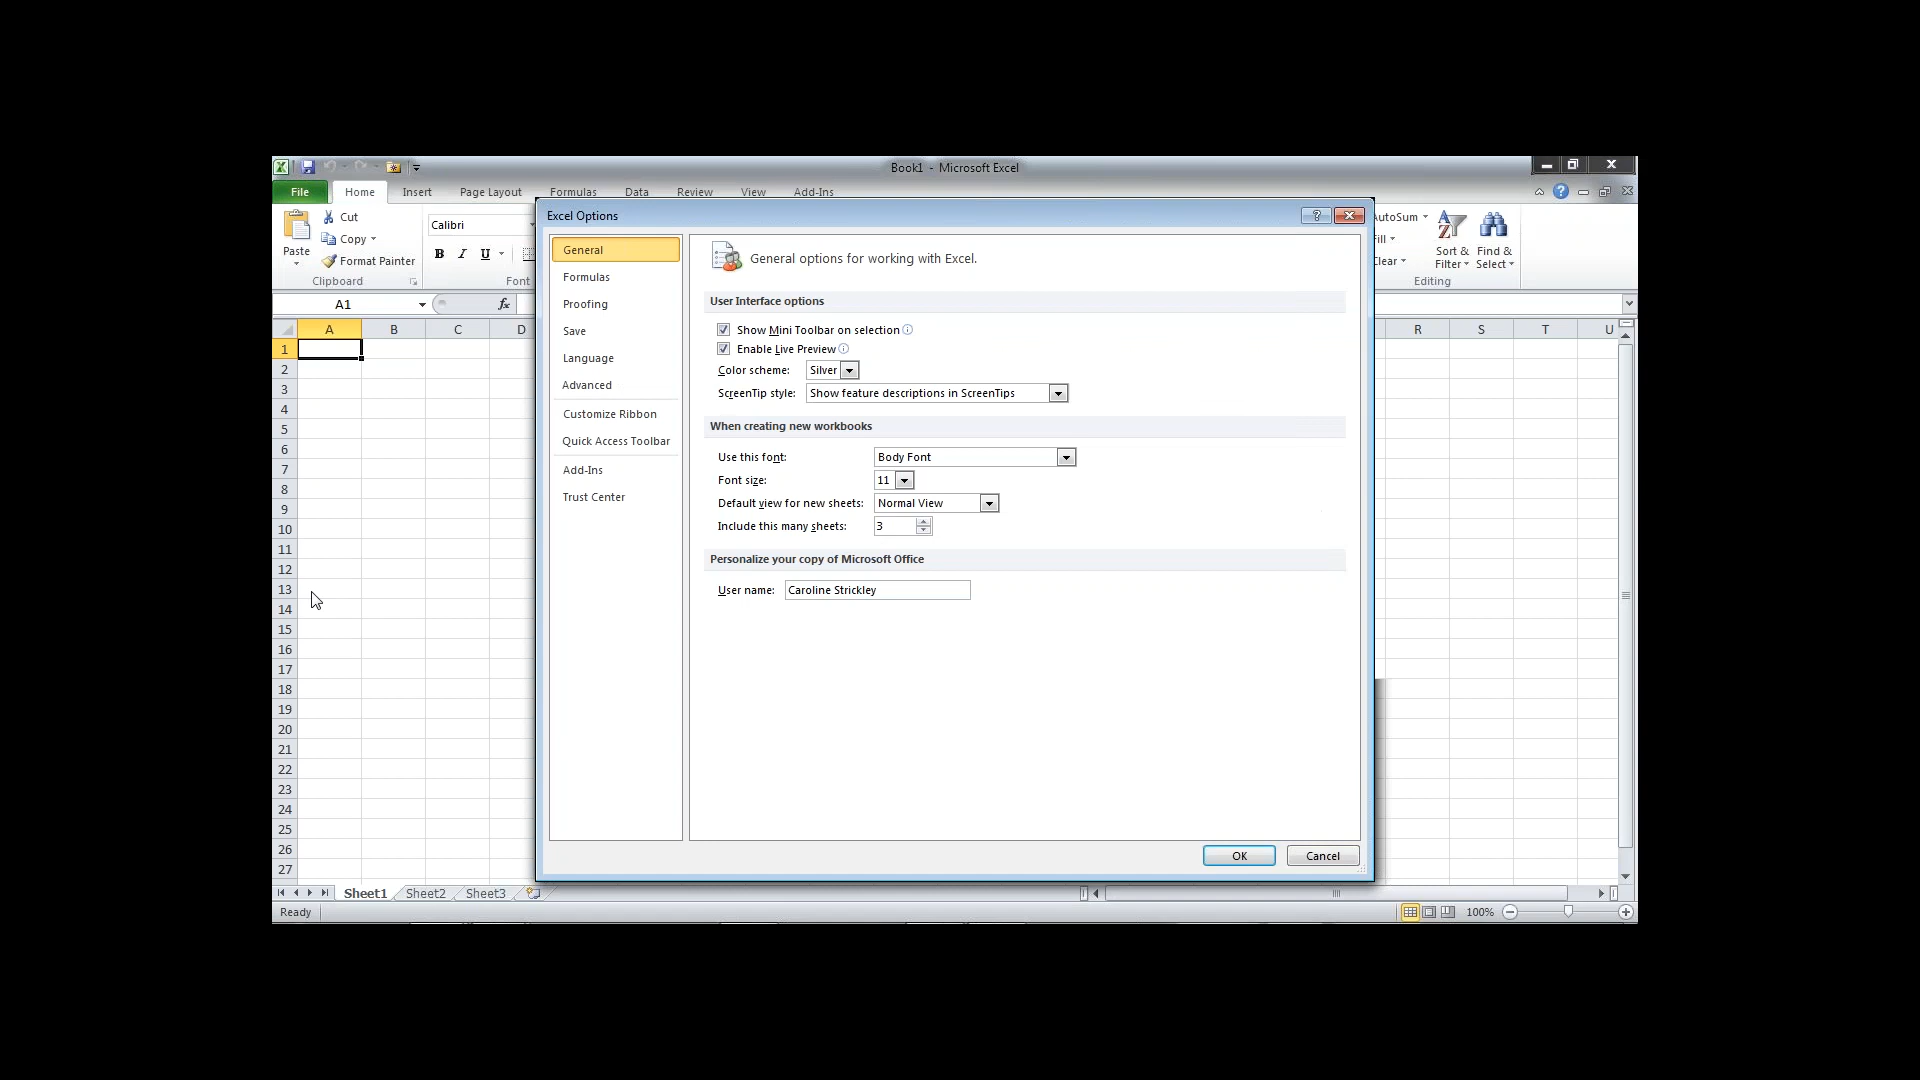 Book1 - Microsoft Excel
File Home Insert Page Layout Formulas Data Review View Add-Ins
Excel Options
Paste
Cut
Copy
Format Painter
Clipboard
Calibri
B I U
Font
AutoSum
Fill
Clear
Sort & Filter
Find & Select
Editing
A1
fx
A B C D R S T U
1
2
3
4
5
6
7
8
9
10
11
12
13
14
15
16
17
18
19
20
21
22
23
24
25
26
27
General
Formulas
Proofing
Save
Language
Advanced
Customize Ribbon
Quick Access Toolbar
Add-Ins
Trust Center
General options for working with Excel.
User Interface options
Show Mini Toolbar on selection
Enable Live Preview
Color scheme: Silver
ScreenTip style: Show feature descriptions in ScreenTips
When creating new workbooks
Use this font: Body Font
Font size: 11
Default view for new sheets: Normal View
Include this many sheets: 3
Personalize your copy of Microsoft Office
User name: Caroline Strickley
OK Cancel
Sheet1 Sheet2 Sheet3
Ready 100%